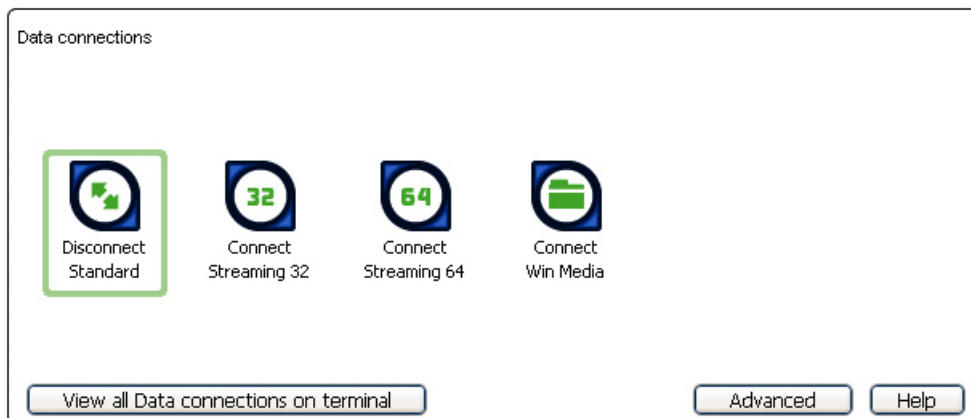 Data connections
32
64
Disconnect Standard
Connect Streaming 32
Connect Streaming 64
Connect Win Media
View all Data connections on terminal
Advanced
Help